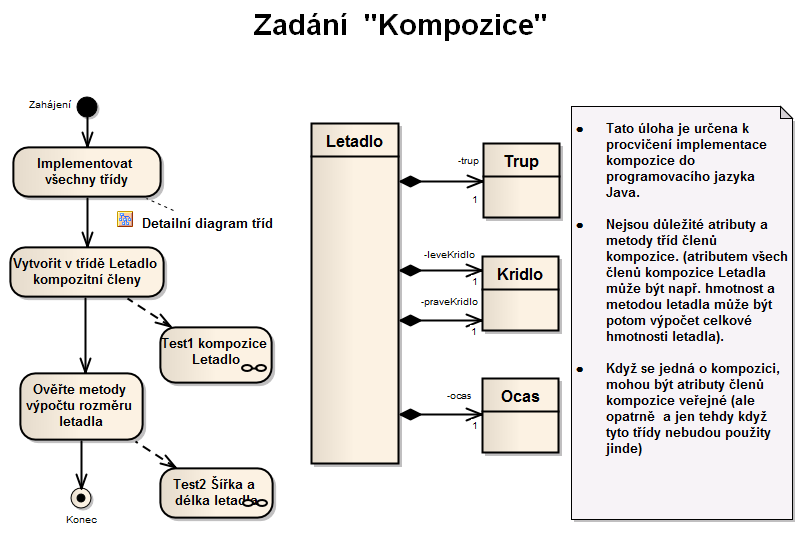 Zadání "Kompozice"
Zahájení
Implementovat
všechny třídy
Detailní diagram tříd
Vytvořit v třídě Letadlo
kompozitní členy
Test1 kompozice
Letadlo
Ověřte metody
výpočtu rozměru
letadla
Test2 Šířka a
délka letadla
Konec
Letadlo
-trup
1
Trup
-leveKridlo
1
Kridlo
-praveKridlo
1
-ocas
1
Ocas
• Tato úloha je určena k
procvičení implementace
kompozice do
programovacího jazyka
Java.
• Nejsou důležité atributy a
metody tříd členů
kompozice. (atributem všech
členů kompozice Letadla
může být např. hmotnost a
metodou letadla může být
potom výpočet celkové
hmotnosti letadla).
• Když se jedná o kompozici,
mohou být atributy členů
kompozice veřejné (ale
opatrně a jen tehdy když
tyto třídy nebudou použity
jinde)